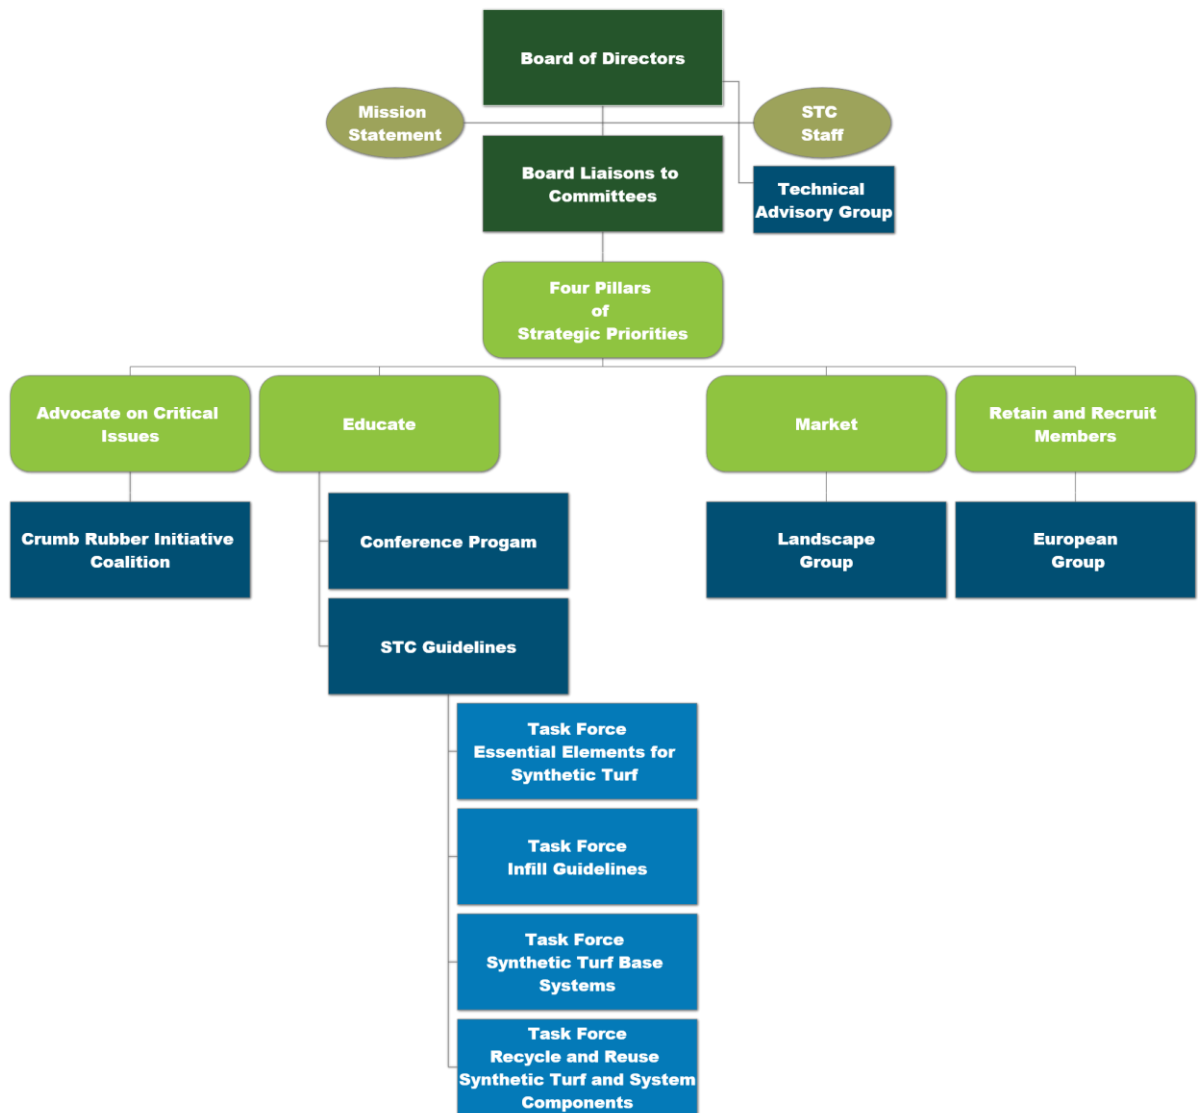 Board of Directors
Mission
Statement
STC
Staff
Board Liaisons to
Committees
Technical
Advisory Group
Four Pillars
of
Strategic Priorities
Advocate on Critical
Issues
Educate
Market
Retain and Recruit
Members
Crumb Rubber Initiative
Coalition
Conference Progam
Landscape
Group
European
Group
STC Guidelines
Task Force
Essential Elements for
Synthetic Turf
Task Force
Infill Guidelines
Task Force
Synthetic Turf Base
Systems
Task Force
Recycle and Reuse
Synthetic Turf and System
Components